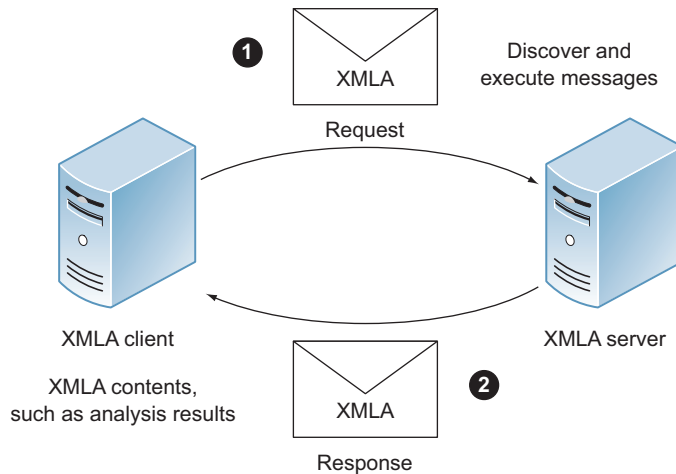 1
XMLA
Request
Discover and
execute messages
XMLA client
XMLA server
XMLA contents,
such as analysis results
XMLA
2
Response